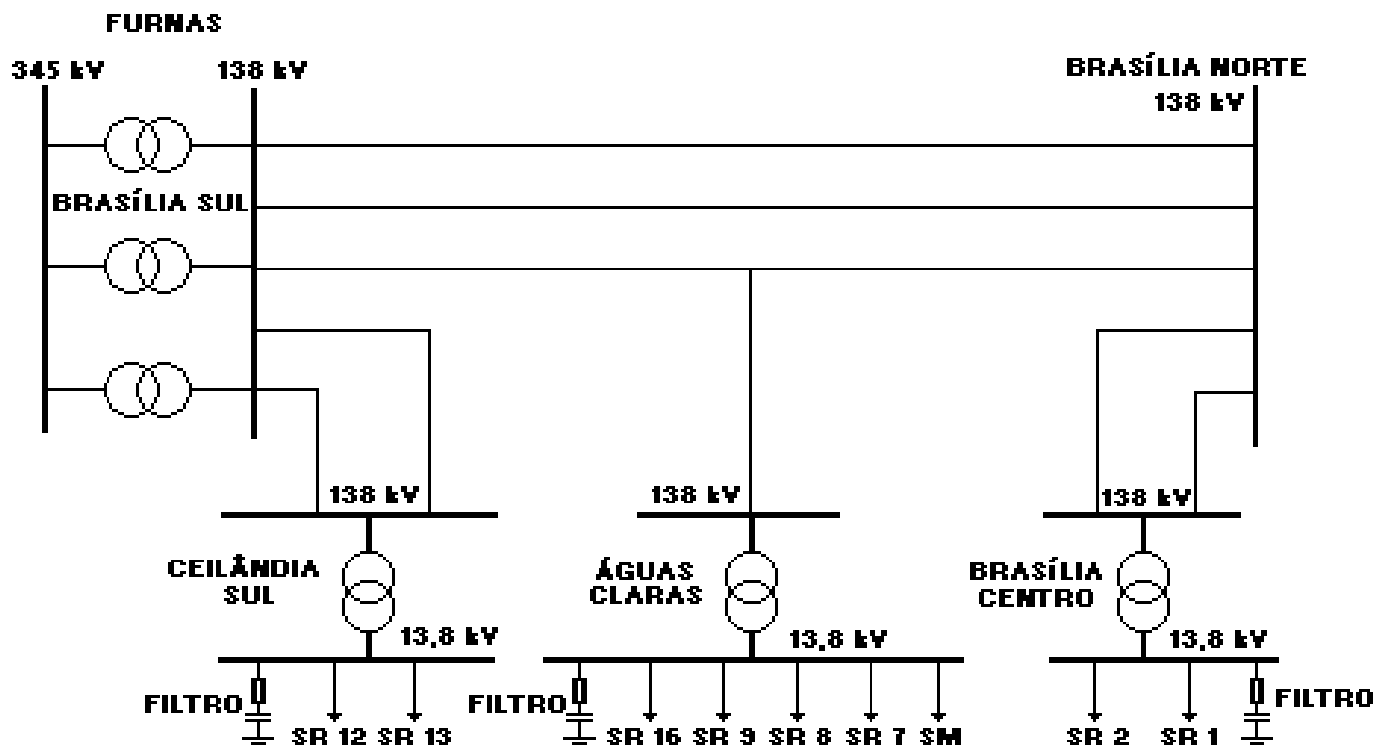 FURNAS
345 kV 138 kV
BRASÍLIA NORTE
138 kV
BRASÍLIA SUL
138 kV 138 kV 138 kV
CEILÂNDIA
SUL
ÁGUAS
CLARAS
BRASÍLIA
CENTRO
13,8 kV 13,8 kV 13,8 kV
FILTRO FILTRO FILTRO
SR 12 SR 13 SR 16 SR 9 SR 8 SR 7 SM SR 2 SR 1